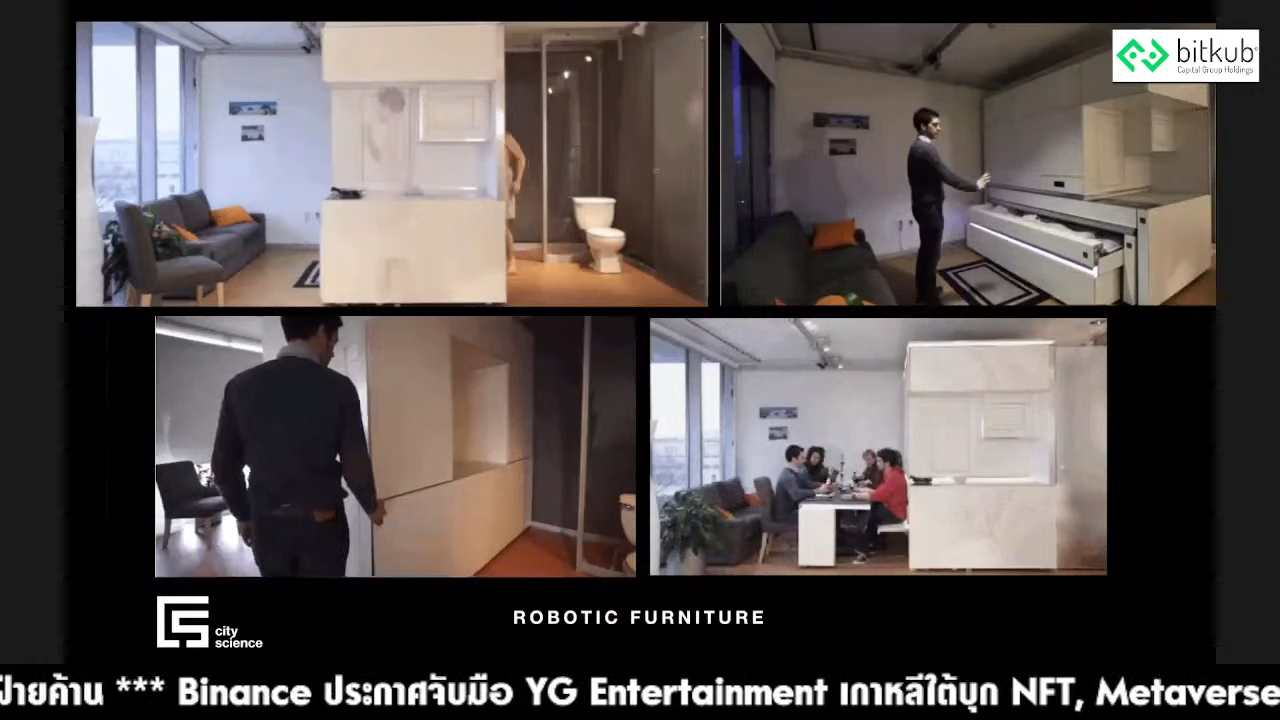 bitkub
Capital Group Holdings
ROBOTIC FURNITURE
city
science
ฝ่ายค้าน *** Binance ประกาศจับมือ YG Entertainment เกาหลีใต้บุก NFT, Metaverse